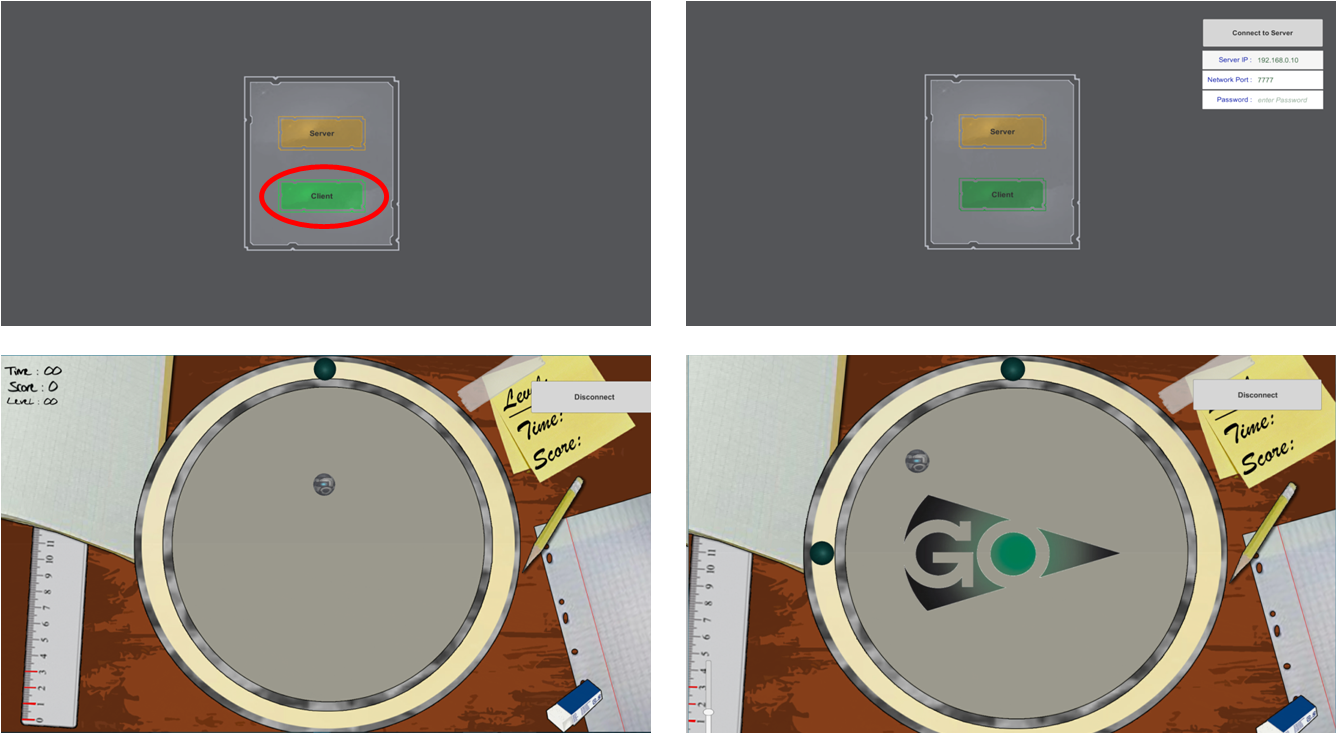 Server
Client
Connect to Server
Server IP : 192.168.0.10
Network Port : 7777
Password : enter Password
Server
Client
Time : 00
Score : 0
Level : 00
Disconnect
Time:
Score:
0 1 2 3 4 5 6 7 8 9 10 11
Disconnect
Time:
Score:
GO
1 2 3 4 5 6 7 8 9 10 11